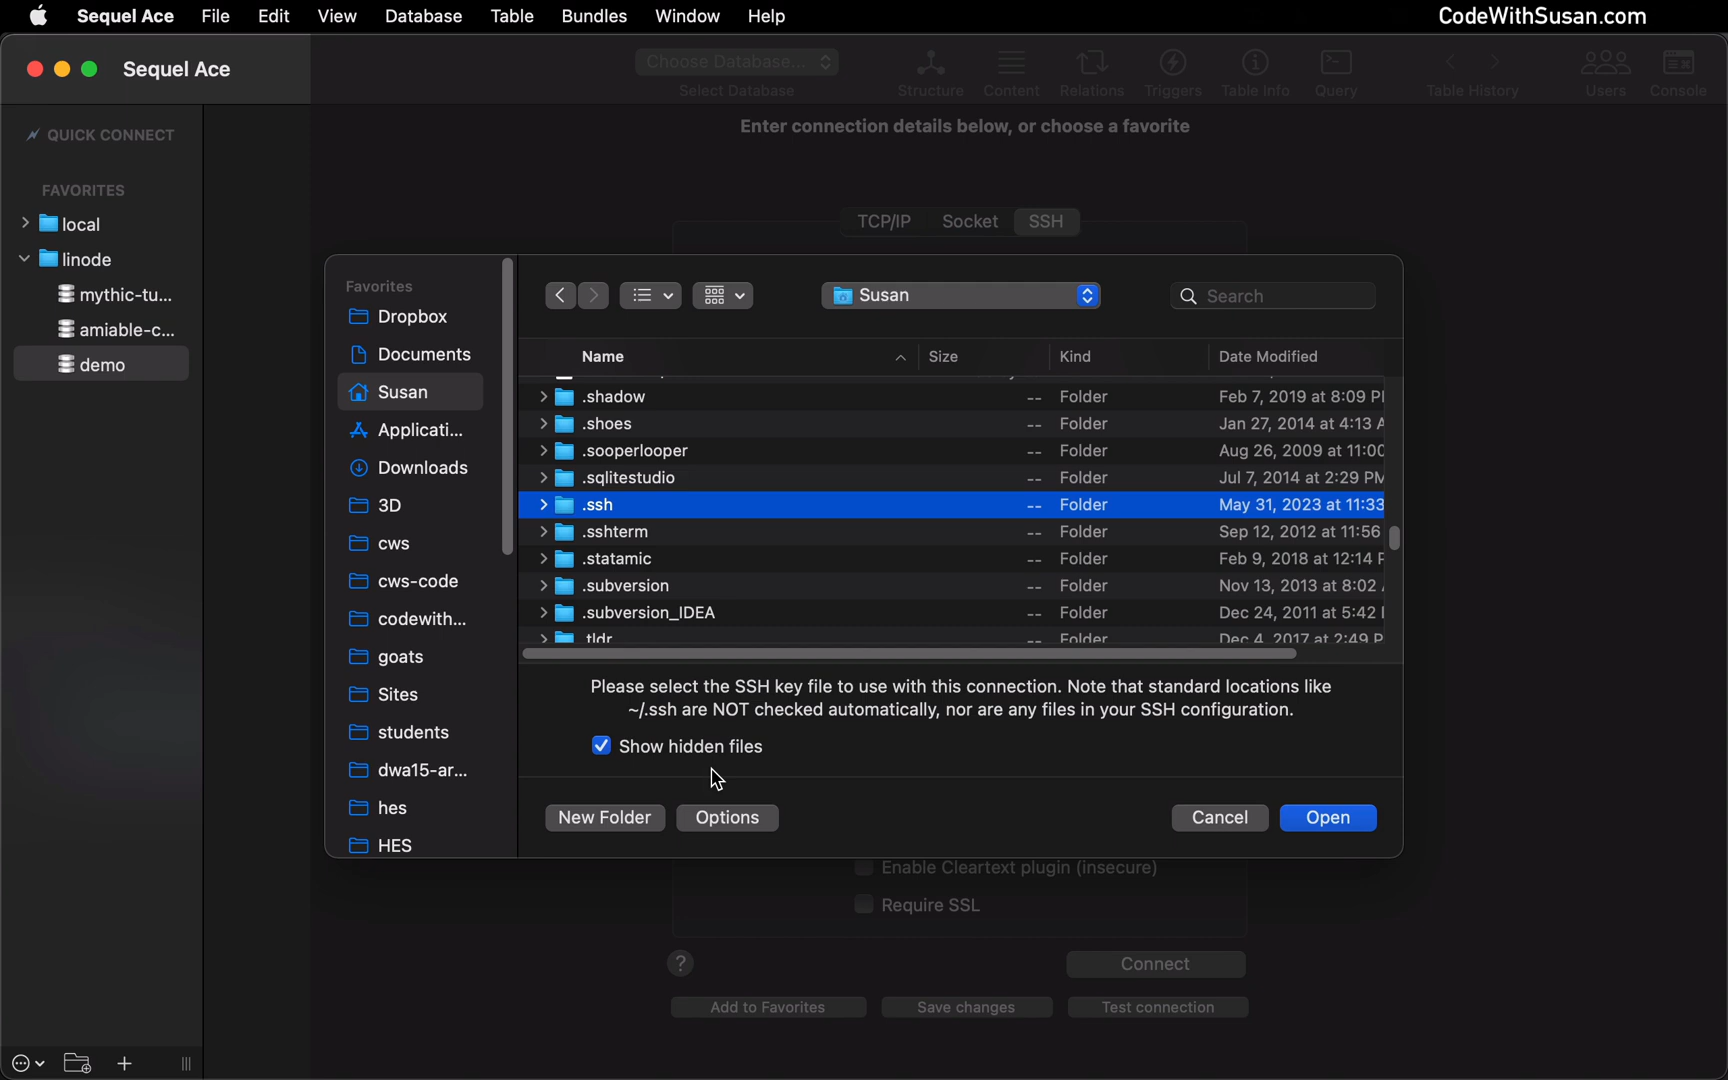 Sequel Ace File Edit View Database Table Bundles Window Help CodeWithSusan.com
Sequel Ace
Choose Database...
Select Database Structure Content Relations Triggers Table Info Query Table History Users Console
QUICK CONNECT
Enter connection details below, or choose a favorite
FAVORITES
local
linode
mythic-tu...
amiable-c...
demo
TCP/IP Socket SSH
Favorites
Dropbox
Documents
Susan
Applicati...
Downloads
3D
cws
cws-code
codewith...
goats
Sites
students
dwa15-ar...
hes
HES
Susan
Search
Name Size Kind Date Modified
.shadow -- Folder Feb 7, 2019 at 8:09
.shoes -- Folder Jan 27, 2014 at 4:13
.sooperlooper -- Folder Aug 26, 2009 at 11:00
.sqlitestudio -- Folder Jul 7, 2014 at 2:29 PM
.ssh -- Folder May 31, 2023 at 11:33
.sshterm -- Folder Sep 12, 2012 at 11:56
.statamic -- Folder Feb 9, 2018 at 12:14
.subversion -- Folder Nov 13, 2013 at 8:02
.subversion_IDEA -- Folder Dec 24, 2011 at 5:42
.tldr -- Folder Dec 4, 2017 at 2:49 P
Please select the SSH key file to use with this connection. Note that standard locations like
~/.ssh are NOT checked automatically, nor are any files in your SSH configuration.
Show hidden files
New Folder Options Cancel Open
Enable Cleartext plugin (insecure)
Require SSL
?
Connect
Add to Favorites Save changes Test connection